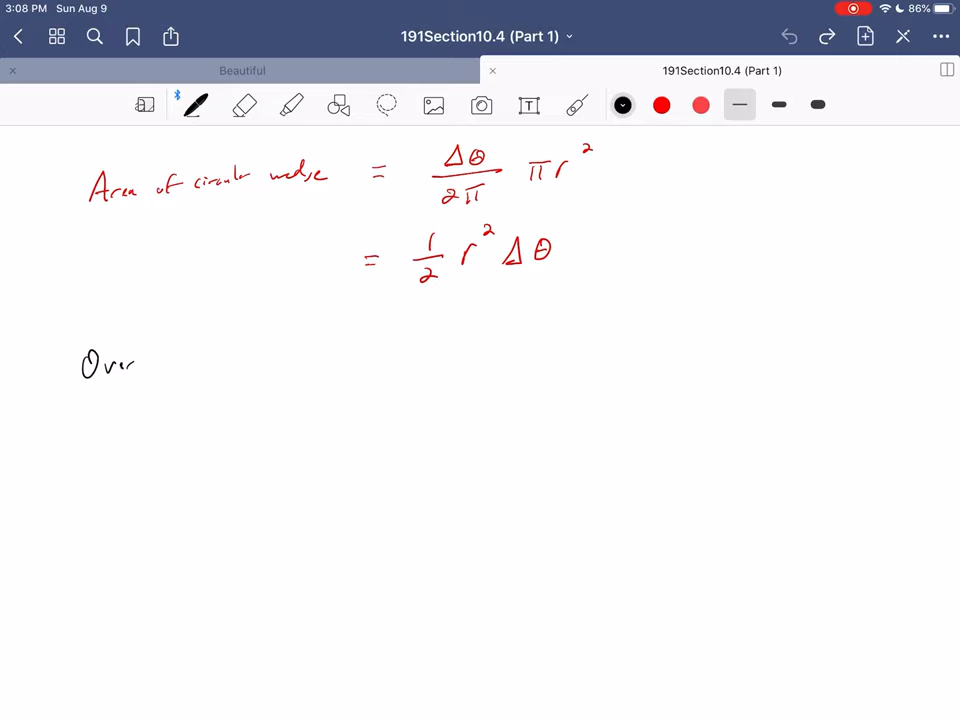 3:08 PM Sun Aug 9 86%
191Section10.4 (Part 1)
Beautiful 191Section10.4 (Part 1)
T
Area of circular wedge = Δθ/2π πr²
= 1/2 r² Δθ
Over